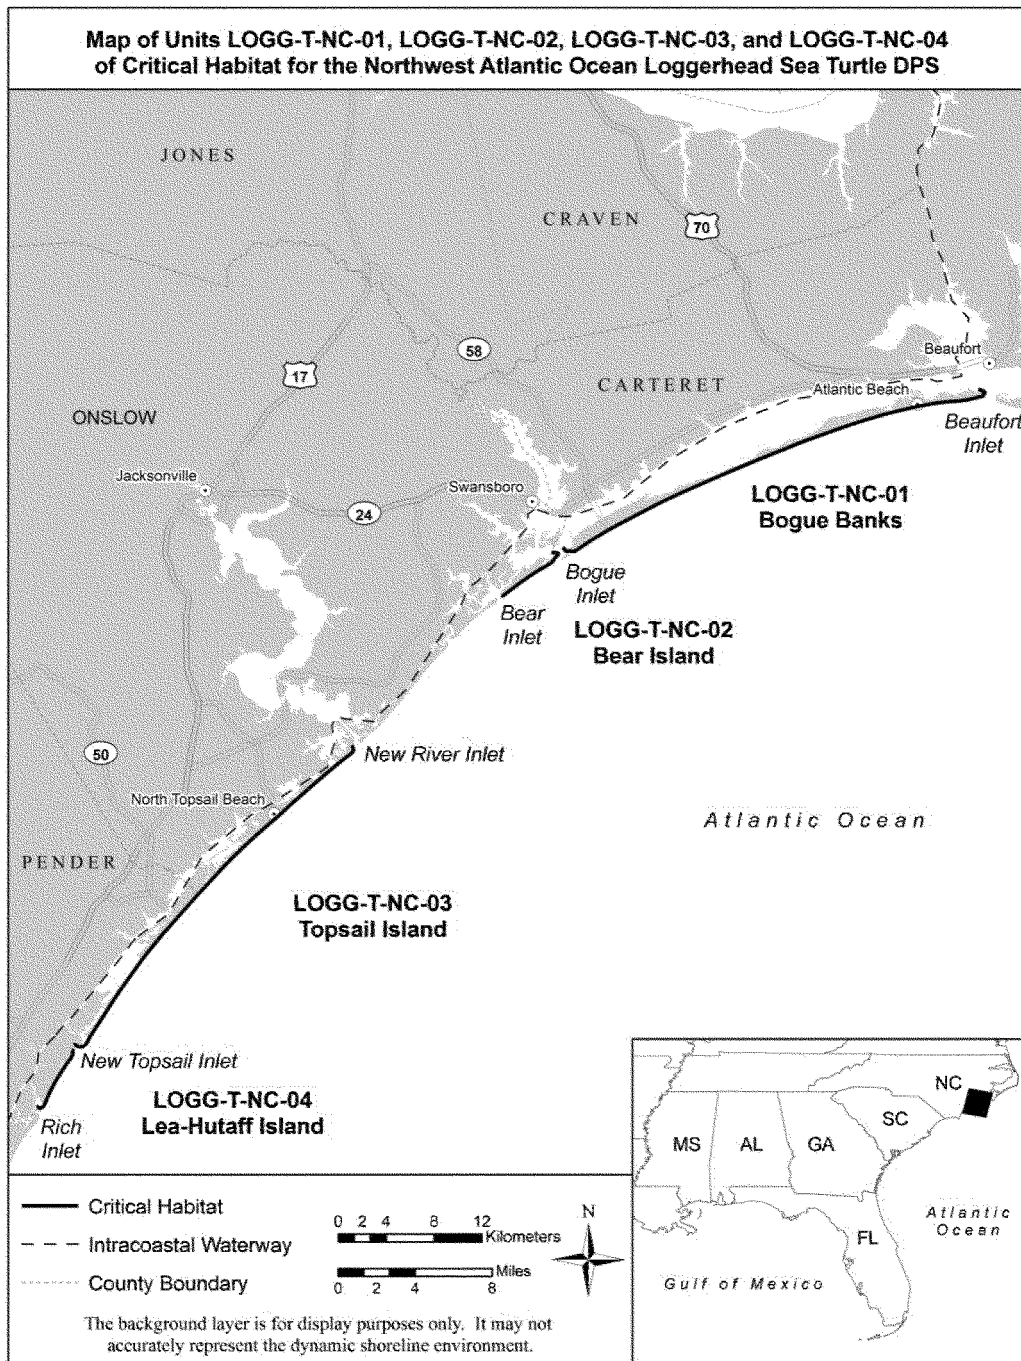 Map of Units LOGG-T-NC-01, LOGG-T-NC-02, LOGG-T-NC-03, and LOGG-T-NC-04
of Critical Habitat for the Northwest Atlantic Ocean Loggerhead Sea Turtle DPS
JONES
CRAVEN
70
58
17
Beaufort
CARTERET
Atlantic Beach
ONSLOW
Beaufort
Inlet
Jacksonville
Swansboro
24
LOGG-T-NC-01
Bogue Banks
Bogue
Inlet
Bear
Inlet
LOGG-T-NC-02
Bear Island
50
New River Inlet
North Topsail Beach
Atlantic Ocean
PENDER
LOGG-T-NC-03
Topsail Island
New Topsail Inlet
LOGG-T-NC-04
Lea-Hutaff Island
Rich
Inlet
NC
SC
MS
AL
GA
FL
Atlantic
Ocean
Gulf of Mexico
Critical Habitat
Intracoastal Waterway
County Boundary
0 2 4 8 12
Kilometers
Miles
0 2 4 8
N
The background layer is for display purposes only. It may not
accurately represent the dynamic shoreline environment.